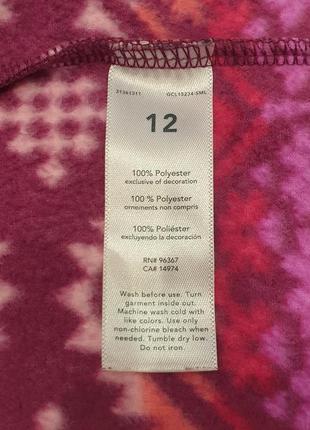 21361311 GCL13274-SML
12
100% Polyester
exclusive of decoration
100 % Polyester
ornements non compris
100% Poliéster
excluyendo la decoración
RN# 96367
CA# 14974
Wash before use. Turn
garment inside out.
Machine wash cold with
like colors. Use only
non-chlorine bleach when
needed. Tumble dry low.
Do not iron.